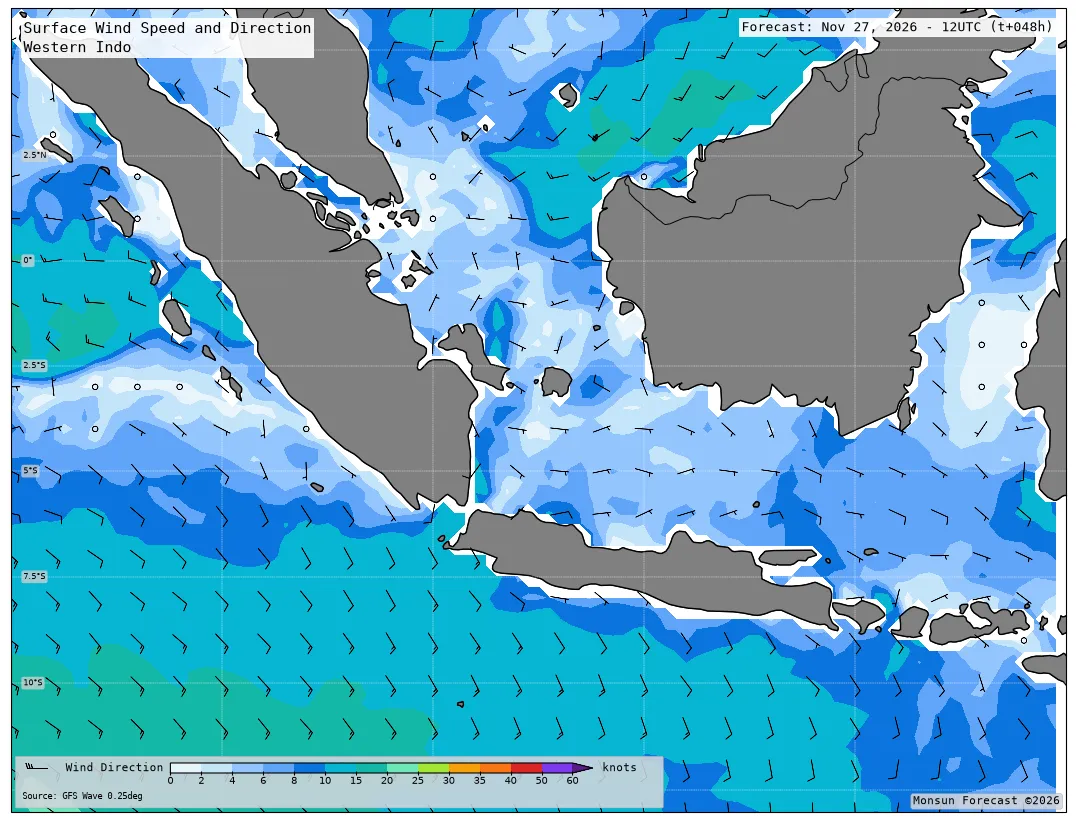 Surface Wind Speed and Direction
Western Indo
Forecast: Nov 27, 2026 - 12UTC (t+048h)
2.5°N
0°
2.5°S
5°S
7.5°S
10°S
Wind Direction
0 2 4 6 8 10 15 20 25 30 35 40 50 60
knots
Source: GFS Wave 0.25deg
Monsun Forecast ©2026